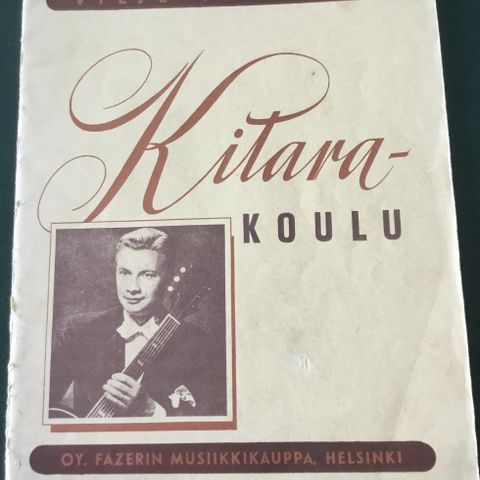 Kitara-
KOULU
OY. FAZERIN MUSIIKKIKAUPPA, HELSINKI